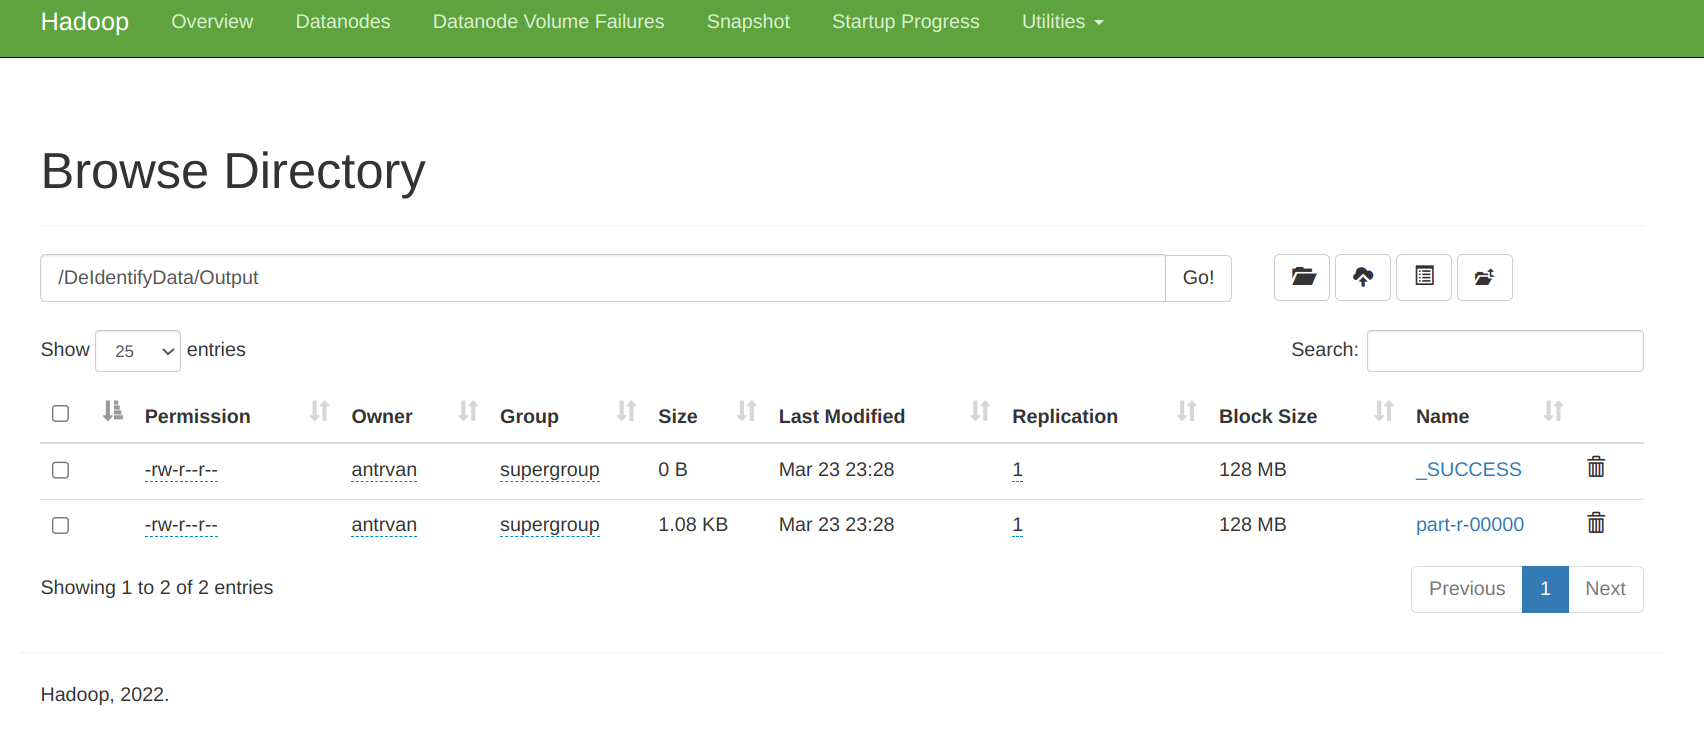 Hadoop Overview Datanodes Datanode Volume Failures Snapshot Startup Progress Utilities
Browse Directory
/DeIdentifyData/Output Go!
Show 25 entries Search:
Permission Owner Group Size Last Modified Replication Block Size Name
-rw-r--r-- antrvan supergroup 0 B Mar 23 23:28 1 128 MB _SUCCESS
-rw-r--r-- antrvan supergroup 1.08 KB Mar 23 23:28 1 128 MB part-r-00000
Showing 1 to 2 of 2 entries Previous 1 Next
Hadoop, 2022.